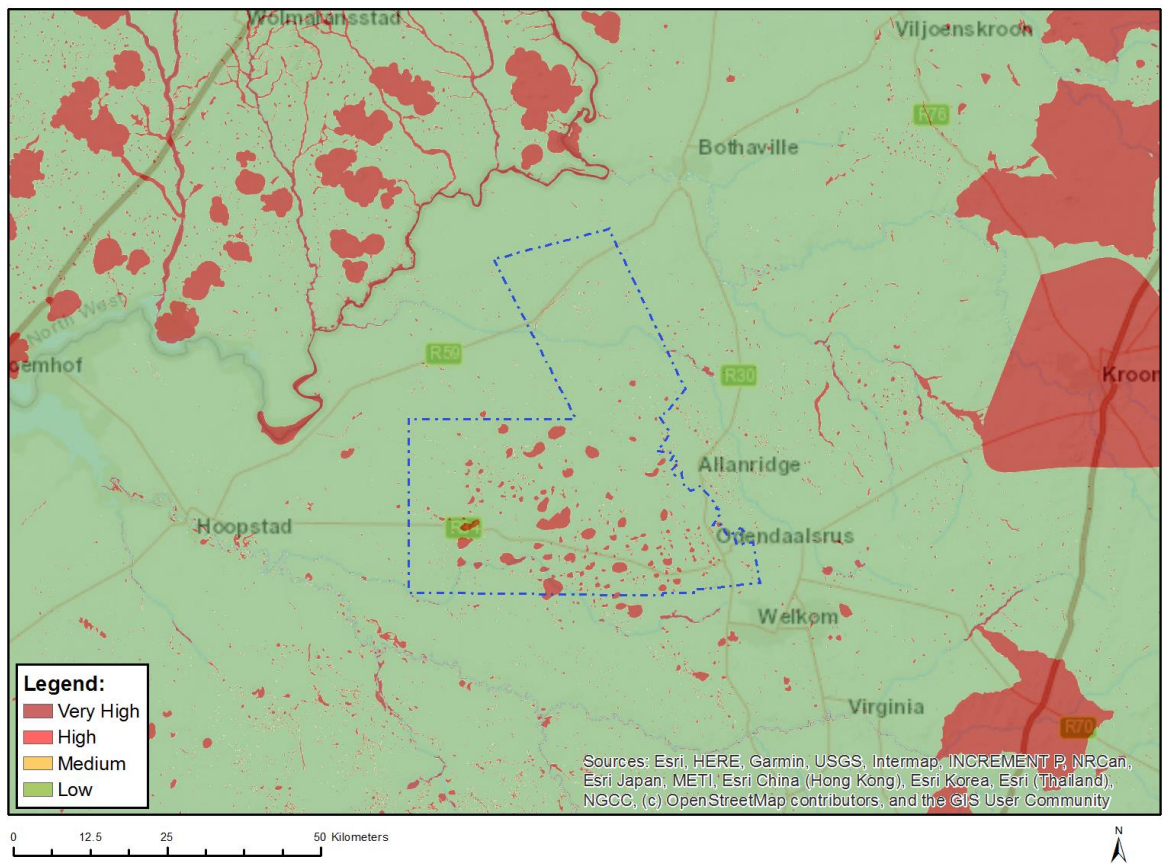 Wolmaransstad
Viljoenskroon
R76
Bothaville
North West
oemhof
R59
R30
Kroon
Allanridge
Hoopstad
Odendaalsrus
Welkom
Virginia
R70
Legend:
Very High
High
Medium
Low
Sources: Esri, HERE, Garmin, USGS, Intermap, INCREMENT P, NRCan,
Esri Japan, METI, Esri China (Hong Kong), Esri Korea, Esri (Thailand),
NGCC, (c) OpenStreetMap contributors, and the GIS User Community
0 12.5 25 50 Kilometers
N